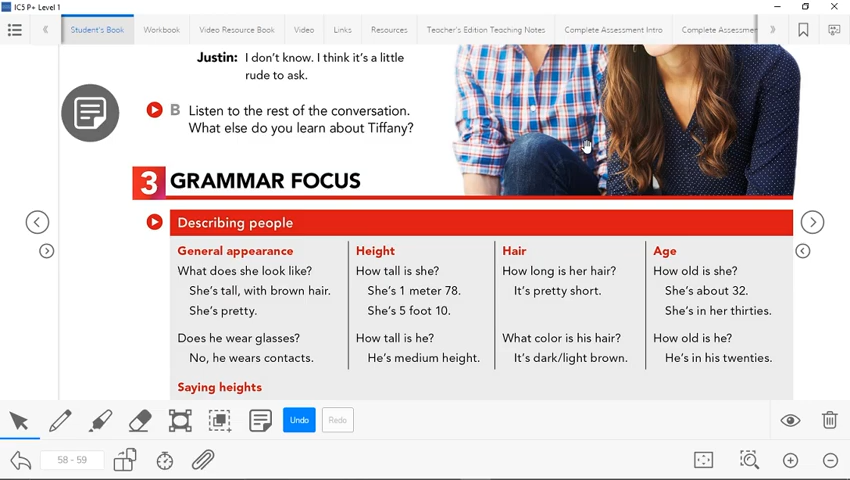 IC5 P+ Level 1
Student's Book
Workbook
Video Resource Book
Video
Links
Resources
Teacher's Edition Teaching Notes
Complete Assessment Intro
Complete Assessmen
Justin: I don't know. I think it's a little
rude to ask.
B Listen to the rest of the conversation.
What else do you learn about Tiffany?
3 GRAMMAR FOCUS
Describing people
General appearance
What does she look like?
She's tall, with brown hair.
She's pretty.
Does he wear glasses?
No, he wears contacts.
Height
How tall is she?
She's 1 meter 78.
She's 5 foot 10.
How tall is he?
He's medium height.
Hair
How long is her hair?
It's pretty short.
What color is his hair?
It's dark/light brown.
Age
How old is she?
She's about 32.
She's in her thirties.
How old is he?
He's in his twenties.
Saying heights
Undo
Redo
58 - 59